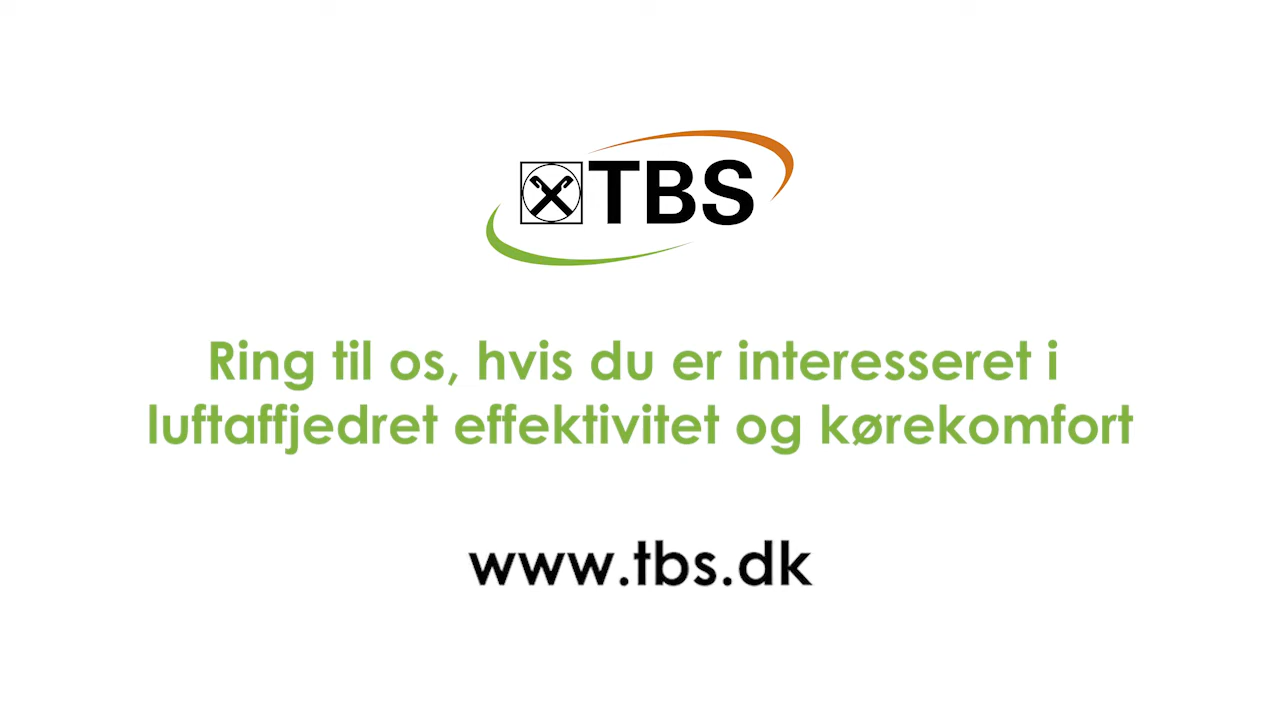 TBS
Ring til os, hvis du er interesseret i
luftaffjedret effektivitet og kørekomfort
www.tbs.dk